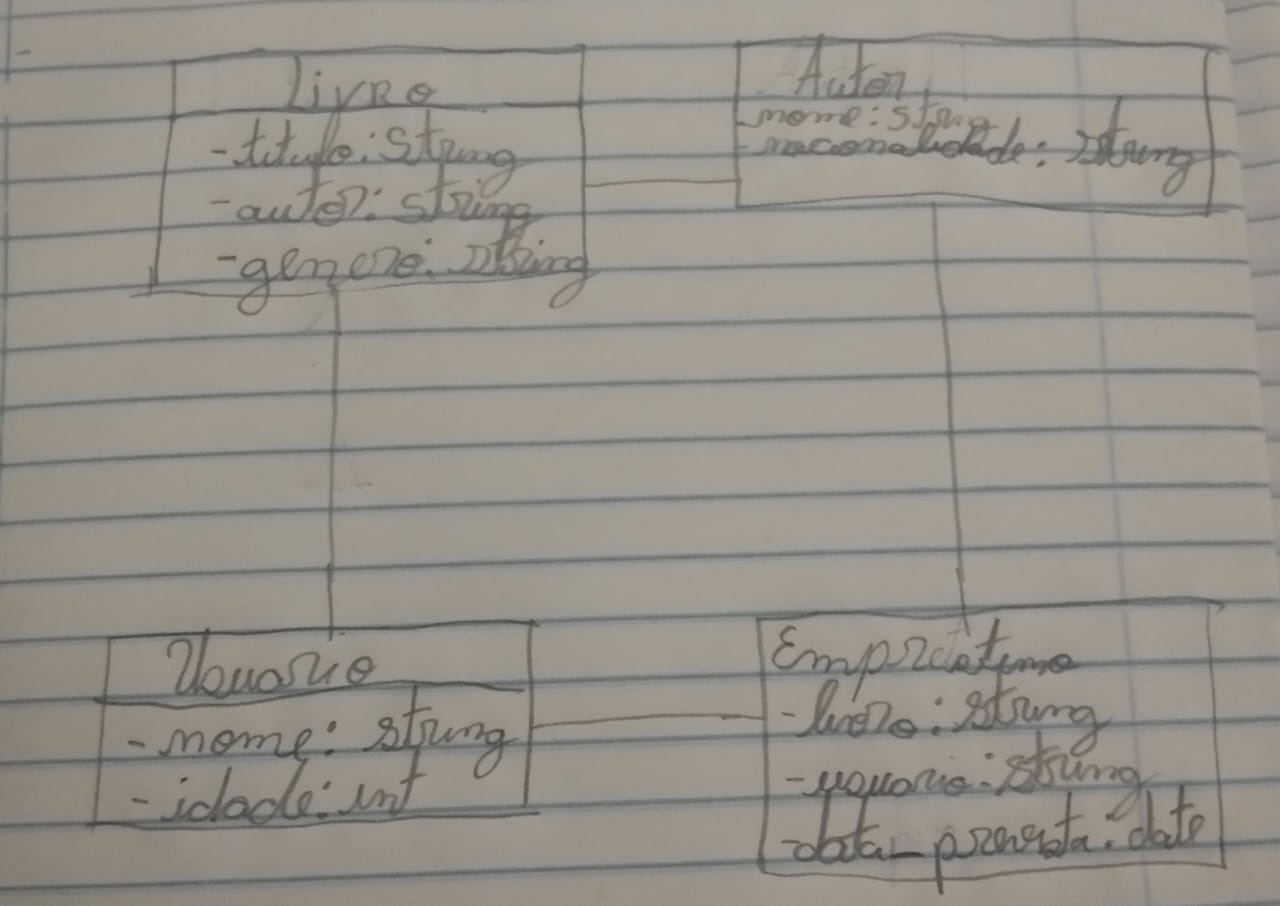 Livro
-titulo: String
-autor: string
-genero: string
Autor
-nome: string
-nacionalidade: string
Usuario
-nome: string
-idade: int
Empréstimo
-livro: string
-usuario: string
-data_prevista: date